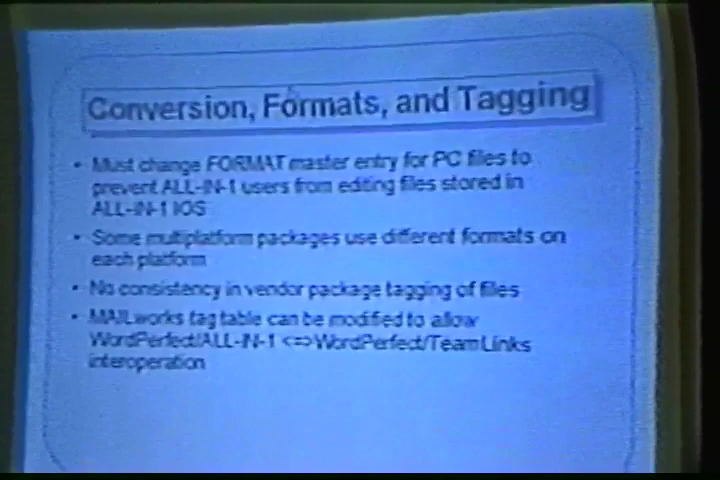 Conversion, Formats, and Tagging
• Must change FORMAT master entry for PC files to
prevent ALL-IN-1 users from editing files stored in
ALL-IN-1 IOS
• Some multiplatform packages use different formats on
each platform
• No consistency in vendor package tagging of files
• MAILworks tag table can be modified to allow
WordPerfect/ALL-IN-1 <=> WordPerfect/TeamLinks
interoperation